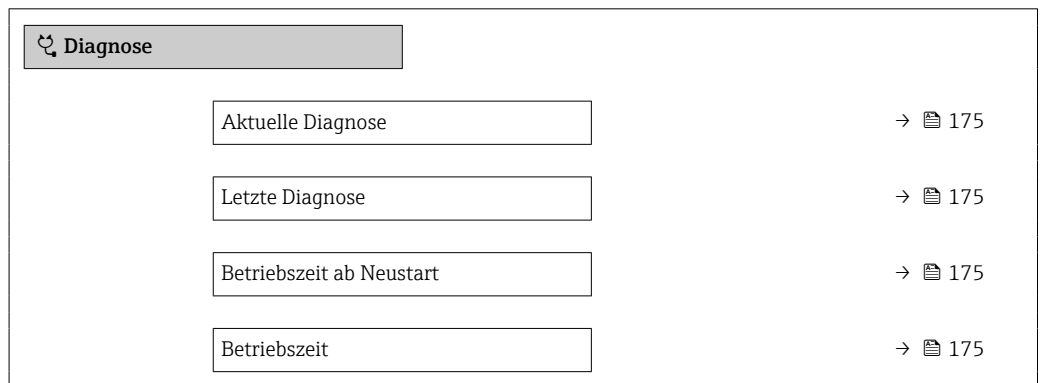 Diagnose
Aktuelle Diagnose → 175
Letzte Diagnose → 175
Betriebszeit ab Neustart → 175
Betriebszeit → 175